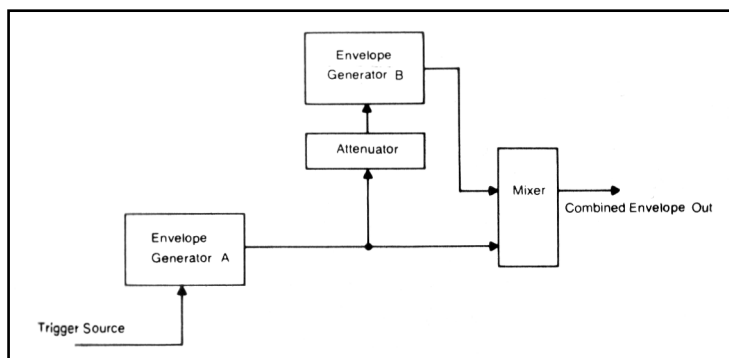 Envelope
Generator B
Attenuator
Mixer
Combined Envelope Out
Envelope
Generator A
Trigger Source